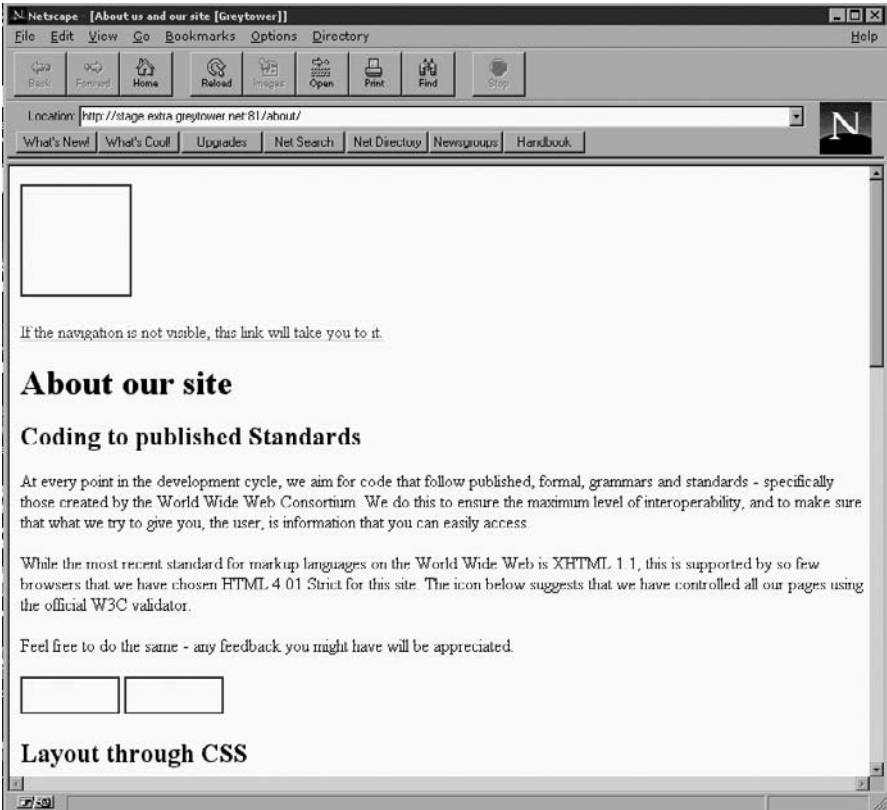 Netscape - [About us and our site [Greytower]]
File Edit View Go Bookmarks Options Directory Help
Back Forward Home Reload Images Open Print Find Stop
Location: http://stage.extra.greytower.net:81/about/
What's New! What's Cool! Upgrades Net Search Net Directory Newsgroups Handbook
N
If the navigation is not visible, this link will take you to it.
About our site
Coding to published Standards
At every point in the development cycle, we aim for code that follow published, formal, grammars and standards - specifically
those created by the World Wide Web Consortium. We do this to ensure the maximum level of interoperability, and to make sure
that what we try to give you, the user, is information that you can easily access.
While the most recent standard for markup languages on the World Wide Web is XHTML 1.1, this is supported by so few
browsers that we have chosen HTML 4.01 Strict for this site. The icon below suggests that we have controlled all our pages using
the official W3C validator.
Feel free to do the same - any feedback you might have will be appreciated.
Layout through CSS